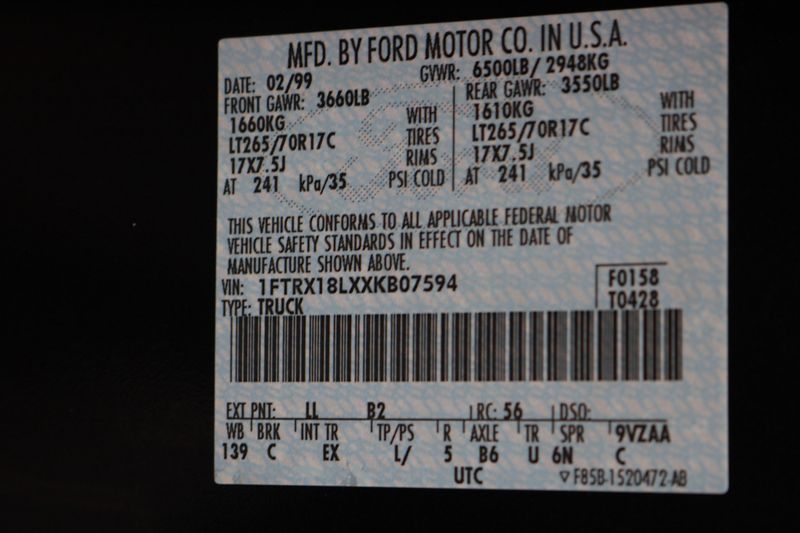 MFD. BY FORD MOTOR CO. IN U.S.A.
DATE: 02/99 GVWR: 6500LB/ 2948KG
FRONT GAWR: 3660LB REAR GAWR: 3550LB
1660KG WITH 1610KG WITH
LT265/70R17C TIRES LT265/70R17C TIRES
17X7.5J RIMS 17X7.5J RIMS
AT 241 kPa/35 PSI COLD AT 241 kPa/35 PSI COLD
THIS VEHICLE CONFORMS TO ALL APPLICABLE FEDERAL MOTOR
VEHICLE SAFETY STANDARDS IN EFFECT ON THE DATE OF
MANUFACTURE SHOWN ABOVE.
VIN: 1FTRX18LXXKB07594 F0158
TYPE: TRUCK T0428
EXT PNT: LL B2 RC: 56 DSO:
WB BRK INT TR TP/PS R AXLE TR SPR 9VZAA
139 C EX L/ 5 B6 U 6N C
UTC F85B-1520472-AB